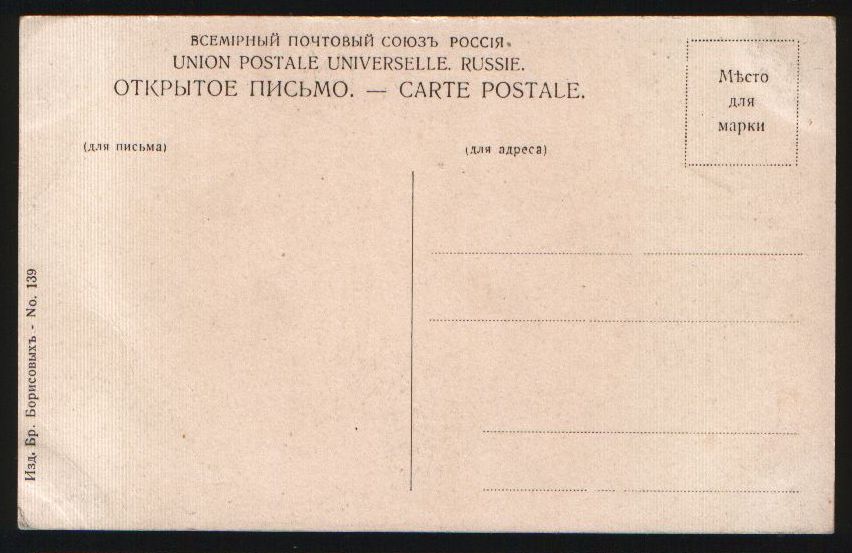 ВСЕМІРНЫЙ ПОЧТОВЫЙ СОЮЗЪ РОССІЯ.
UNION POSTALE UNIVERSELLE. RUSSIE.
ОТКРЫТОЕ ПИСЬМО. — CARTE POSTALE.
Мѣсто
для
марки
(для письма)
(для адреса)
Изд. Бр. Борисовыхъ - No. 139